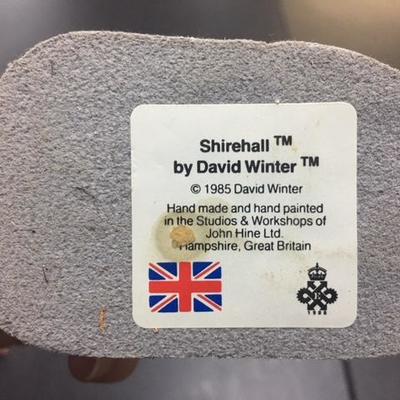 Shirehall ™
by David Winter ™
© 1985 David Winter
Hand made and hand painted
in the Studios & Workshops of
John Hine Ltd.
Hampshire, Great Britain
E